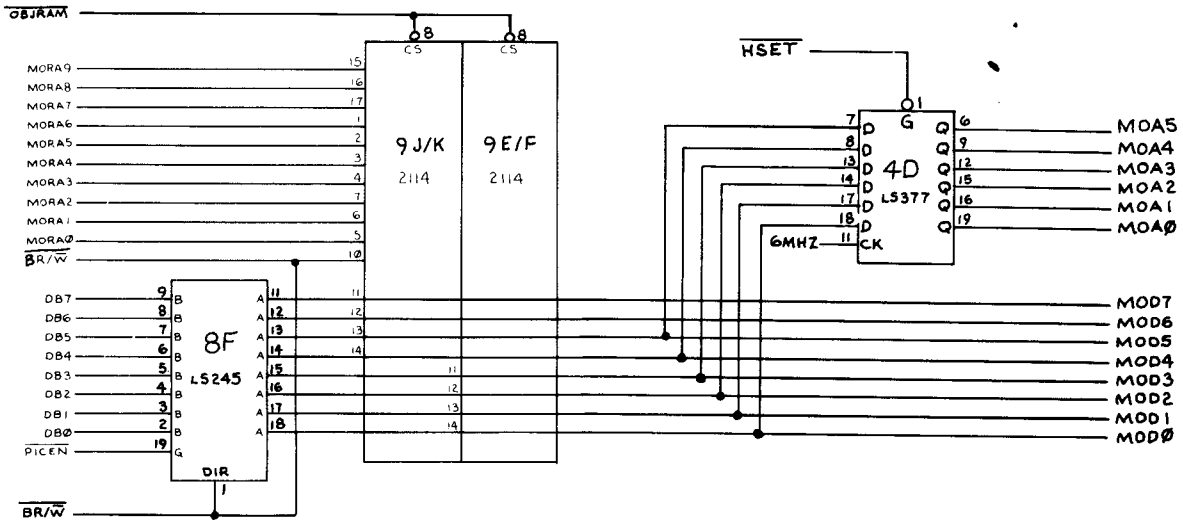 OBJRAM
8 8
CS CS
HSET
MORA9 15
MORA8 16
MORA7 17
MORA6 1
MORA5 2
MORA4 3
MORA3 4
MORA2 7
MORA1 6
MORAØ 5
BR/W 10
9J/K 9E/F
2114 2114
1
G
7 D Q 6 MOA5
8 D Q 9 MOA4
13 D Q 12 MOA3
14 D Q 15 MOA2
17 D Q 16 MOA1
18 D Q 19 MOAØ
4D
LS377
6MHZ 11 CK
DB7 9 B A 11 11 MOD7
DB6 8 B A 12 12 MOD6
DB5 7 B A 13 13 MOD5
DB4 6 B A 14 14 MOD4
DB3 5 B A 15 11 MOD3
DB2 4 B A 16 12 MOD2
DB1 3 B A 17 13 MOD1
DBØ 2 B A 18 14 MODØ
8F
LS245
PICEN 19 G
DIR
1
BR/W